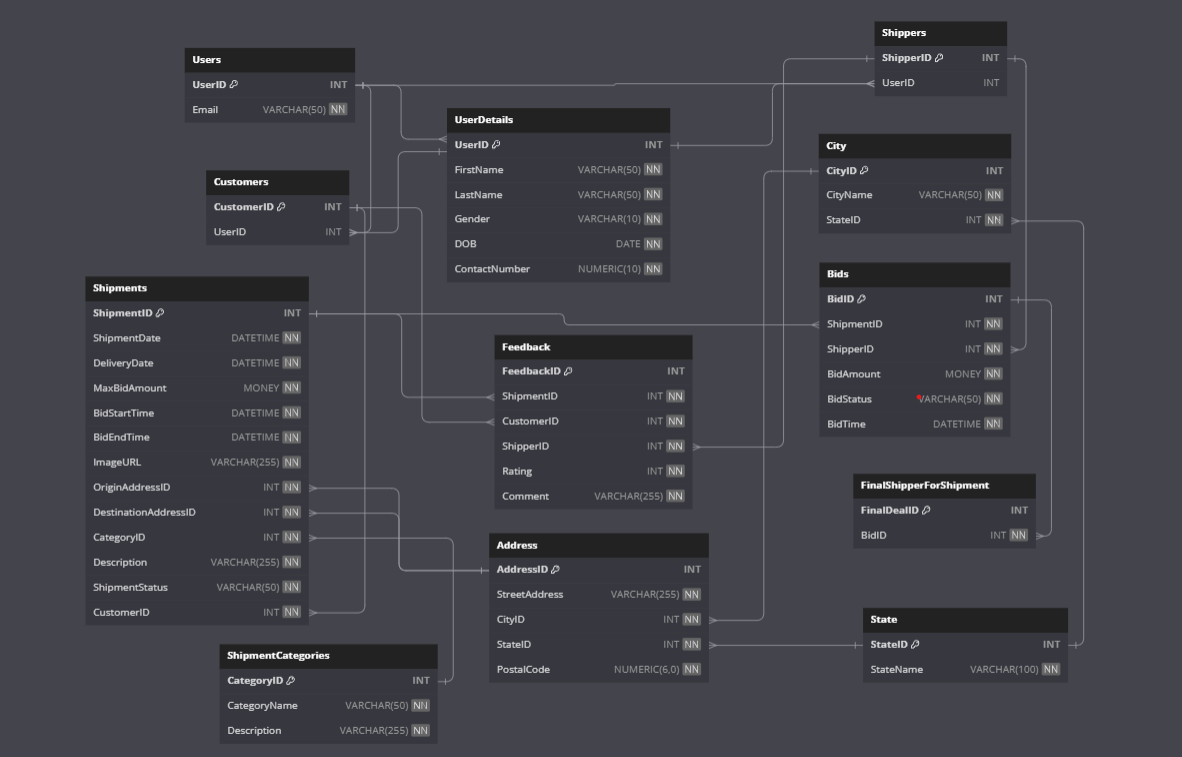 Users
UserID INT
Email VARCHAR(50) NN
Customers
CustomerID INT
UserID INT
Shipments
ShipmentID INT
ShipmentDate DATETIME NN
DeliveryDate DATETIME NN
MaxBidAmount MONEY NN
BidStartTime DATETIME NN
BidEndTime DATETIME NN
ImageURL VARCHAR(255) NN
OriginAddressID INT NN
DestinationAddressID INT NN
CategoryID INT NN
Description VARCHAR(255) NN
ShipmentStatus VARCHAR(50) NN
CustomerID INT NN
ShipmentCategories
CategoryID INT
CategoryName VARCHAR(50) NN
Description VARCHAR(255) NN
UserDetails
UserID INT
FirstName VARCHAR(50) NN
LastName VARCHAR(50) NN
Gender VARCHAR(10) NN
DOB DATE NN
ContactNumber NUMERIC(10) NN
Feedback
FeedbackID INT
ShipmentID INT NN
CustomerID INT NN
ShipperID INT NN
Rating INT NN
Comment VARCHAR(255) NN
Address
AddressID INT
StreetAddress VARCHAR(255) NN
CityID INT NN
StateID INT NN
PostalCode NUMERIC(6,0) NN
Shippers
ShipperID INT
UserID INT
City
CityID INT
CityName VARCHAR(50) NN
StateID INT NN
Bids
BidID INT
ShipmentID INT NN
ShipperID INT NN
BidAmount MONEY NN
BidStatus VARCHAR(50) NN
BidTime DATETIME NN
FinalShipperForShipment
FinalDealID INT
BidID INT NN
State
StateID INT
StateName VARCHAR(100) NN